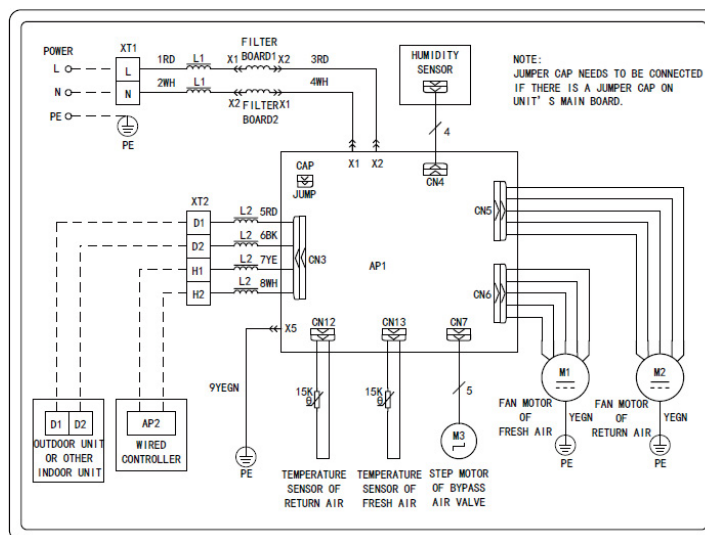 POWER
XT1
L
L
N
N
PE
PE
1RD
L1
X1
FILTER
BOARD1
X2
3RD
2WH
L1
X2
FILTER
BOARD2
X1
4WH
HUMIDITY
SENSOR
4
NOTE:
JUMPER CAP NEEDS TO BE CONNECTED
IF THERE IS A JUMPER CAP ON
UNIT'S MAIN BOARD.
X1
X2
CAP
JUMP
CN4
XT2
D1
L2
5RD
D2
L2
6BK
H1
L2
7YE
H2
L2
8WH
CN3
AP1
CN5
CN6
X5
CN12
CN13
CN7
9YEGN
PE
15K
θ
15K
θ
5
M3
M1
M2
FAN MOTOR
OF
FRESH AIR
YEGN
PE
FAN MOTOR
OF
RETURN AIR
YEGN
PE
D1
D2
OUTDOOR UNIT
OR OTHER
INDOOR UNIT
AP2
WIRED
CONTROLLER
TEMPERATURE
SENSOR OF
RETURN AIR
TEMPERATURE
SENSOR OF
FRESH AIR
STEP MOTOR
OF BYPASS
AIR VALVE